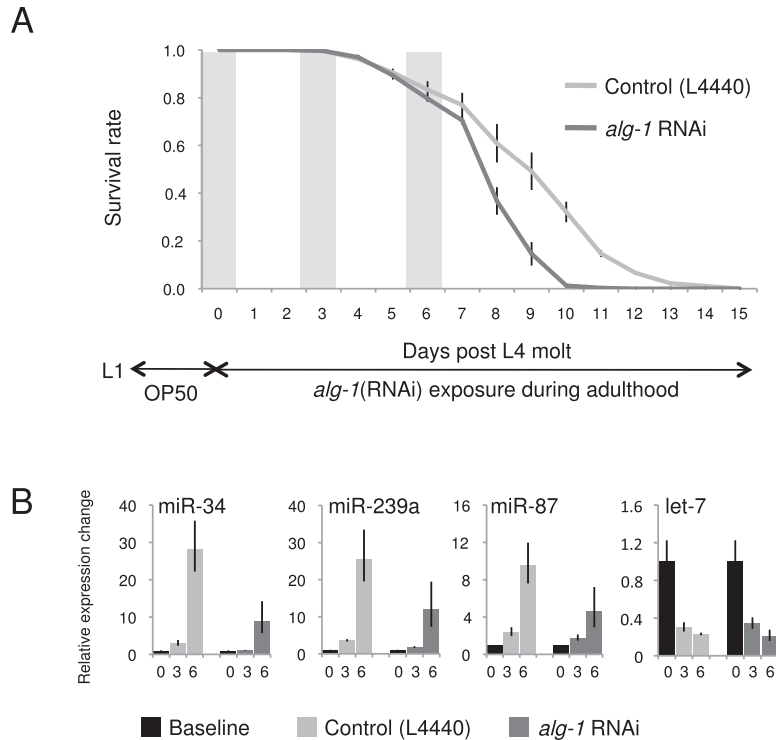 A
Survival rate
1.0
0.8
0.6
0.4
0.2
0.0
Control (L4440)
alg-1 RNAi
0 1 2 3 4 5 6 7 8 9 10 11 12 13 14 15
Days post L4 molt
L1
OP50
alg-1(RNAi) exposure during adulthood
B
Relative expression change
miR-34
40
30
20
10
0
0 3 6 0 3 6
miR-239a
40
30
20
10
0
0 3 6 0 3 6
miR-87
16
12
8
4
0
0 3 6 0 3 6
let-7
1.6
1.2
0.8
0.4
0
0 3 6 0 3 6
Baseline
Control (L4440)
alg-1 RNAi